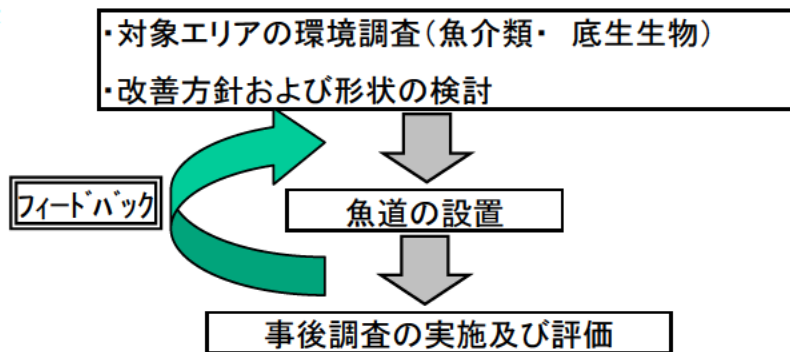 ・対象エリアの環境調査(魚介類・ 底生生物)
・改善方針および形状の検討
フィードバック
魚道の設置
事後調査の実施及び評価